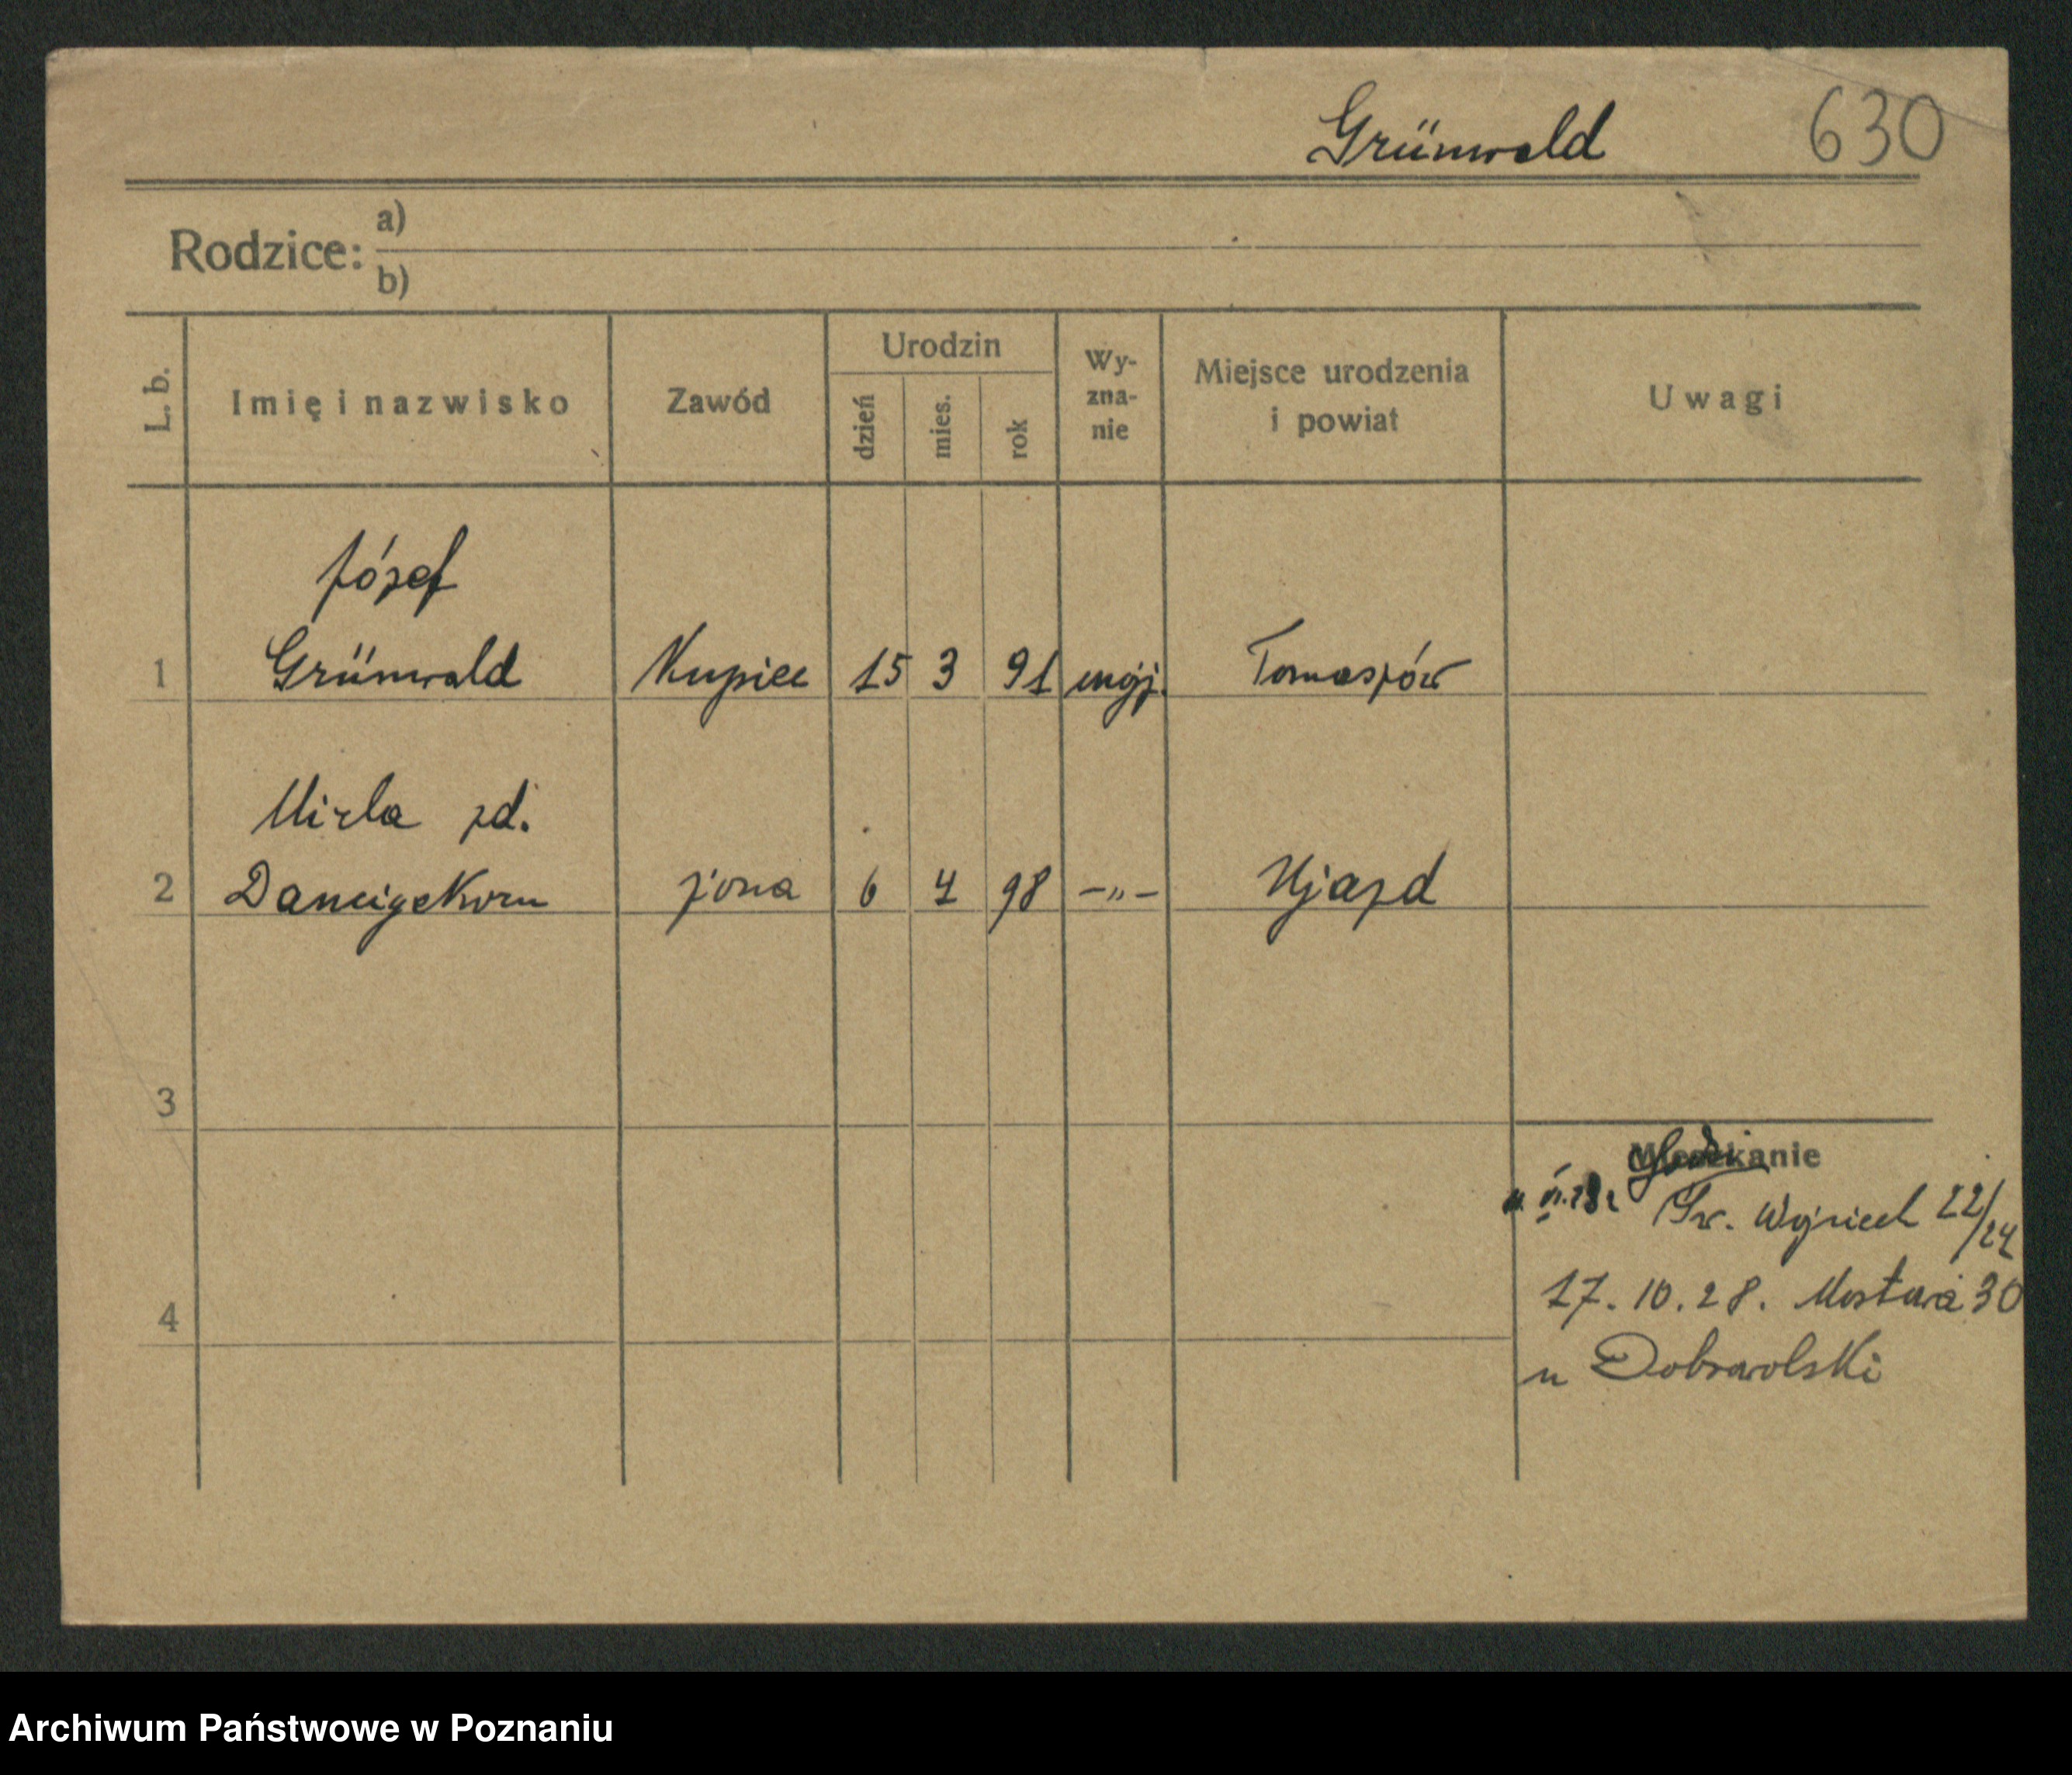 Grünwald 630
Rodzice: a)
b)
L. b. Imię i nazwisko Zawód Urodzin dzień mies. rok Wy-zna-nie Miejsce urodzenia i powiat Uwagi
Józef
1 Grünwald Kupiec 15 3 91 mojż. Tomaszów
Mirla zd.
2 Dancigekorn żona 6 4 98 -„- Ujazd
3
Mieszkanie
Św. Wojciech 22/24
4 17.10.28. Mostowa 30
u Dobrowolski
Archiwum Państwowe w Poznaniu